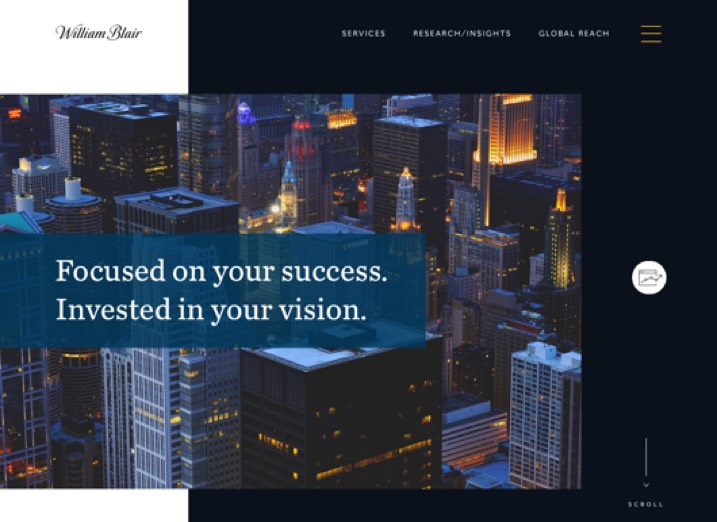 William Blair
SERVICES
RESEARCH/INSIGHTS
GLOBAL REACH
Focused on your success.
Invested in your vision.
SCROLL